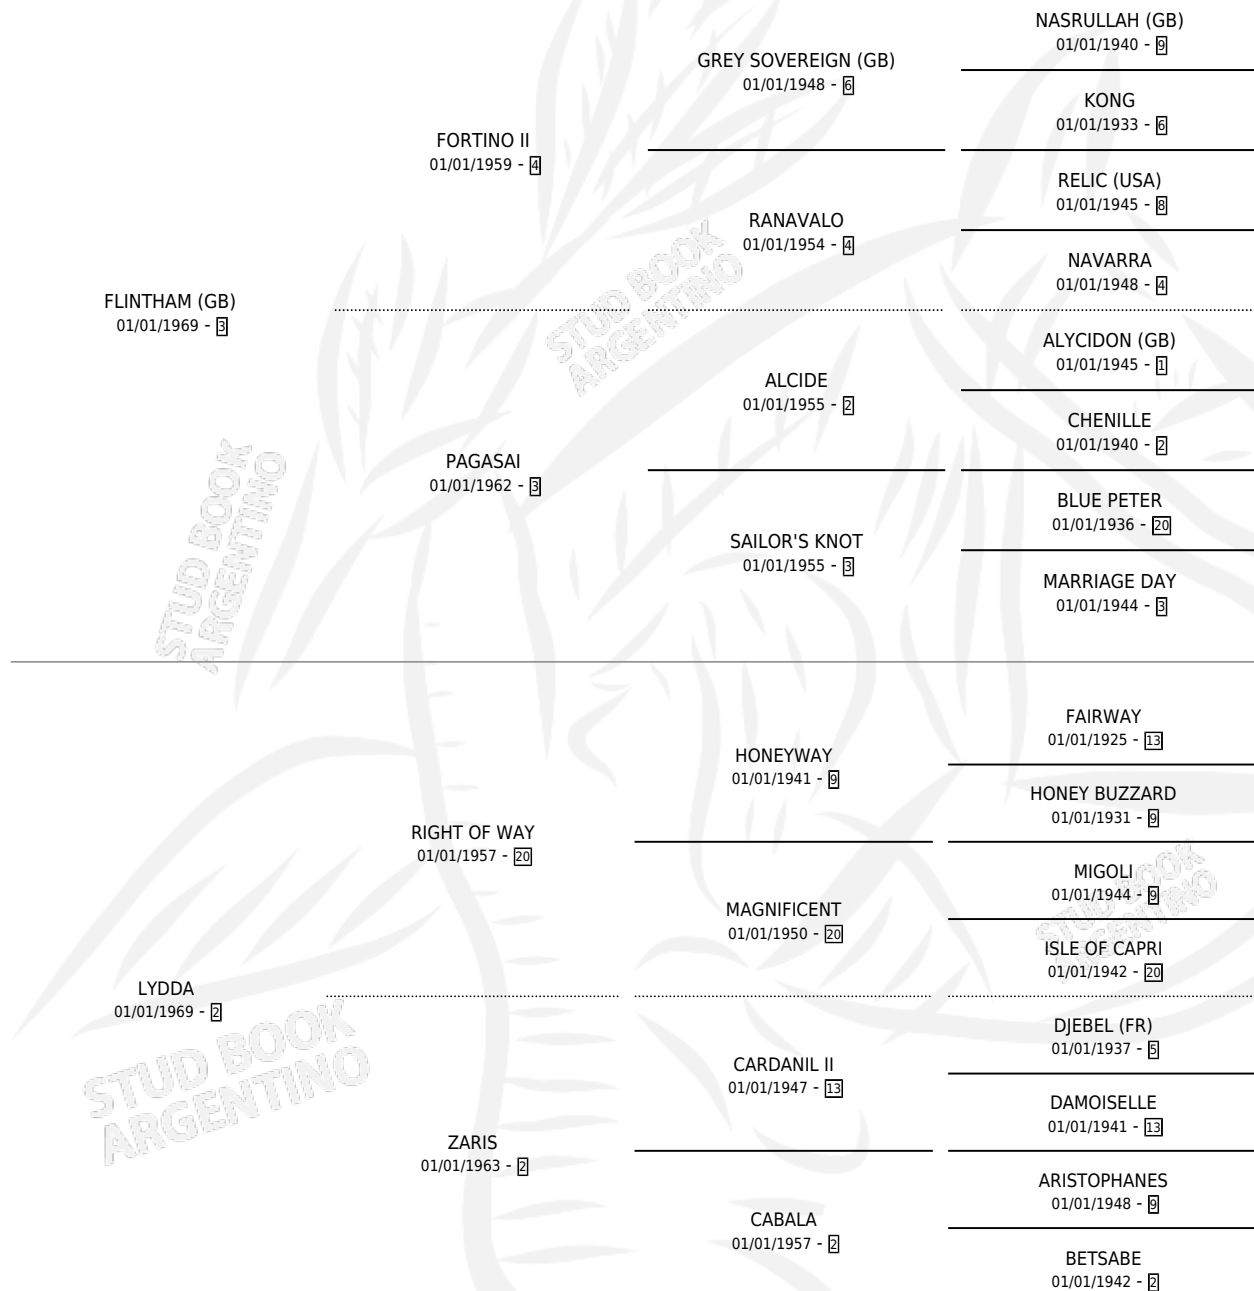 NASRULLAH (GB)
01/01/1940 - 9
GREY SOVEREIGN (GB)
01/01/1948 - 6
KONG
01/01/1933 - 6
FORTINO II
01/01/1959 - 4
RELIC (USA)
01/01/1945 - 8
RANAVALO
01/01/1954 - 4
NAVARRA
01/01/1948 - 4
FLINTHAM (GB)
01/01/1969 - 3
STUD BOOK
ARGENTINO
ALYCIDON (GB)
01/01/1945 - 1
ALCIDE
01/01/1955 - 2
CHENILLE
01/01/1940 - 2
PAGASAI
01/01/1962 - 3
BLUE PETER
01/01/1936 - 20
SAILOR'S KNOT
01/01/1955 - 3
MARRIAGE DAY
01/01/1944 - 3
STUD BOOK
ARGENTINO
FAIRWAY
01/01/1925 - 13
HONEYWAY
01/01/1941 - 9
HONEY BUZZARD
01/01/1931 - 9
RIGHT OF WAY
01/01/1957 - 20
MIGOLI
01/01/1944 - 9
MAGNIFICENT
01/01/1950 - 20
ISLE OF CAPRI
01/01/1942 - 20
STUD BOOK
ARGENTINO
LYDDA
01/01/1969 - 2
STUD BOOK
ARGENTINO
DJEBEL (FR)
01/01/1937 - 5
CARDANIL II
01/01/1947 - 13
DAMOISELLE
01/01/1941 - 13
ZARIS
01/01/1963 - 2
ARISTOPHANES
01/01/1948 - 9
CABALA
01/01/1957 - 2
BETSABE
01/01/1942 - 2